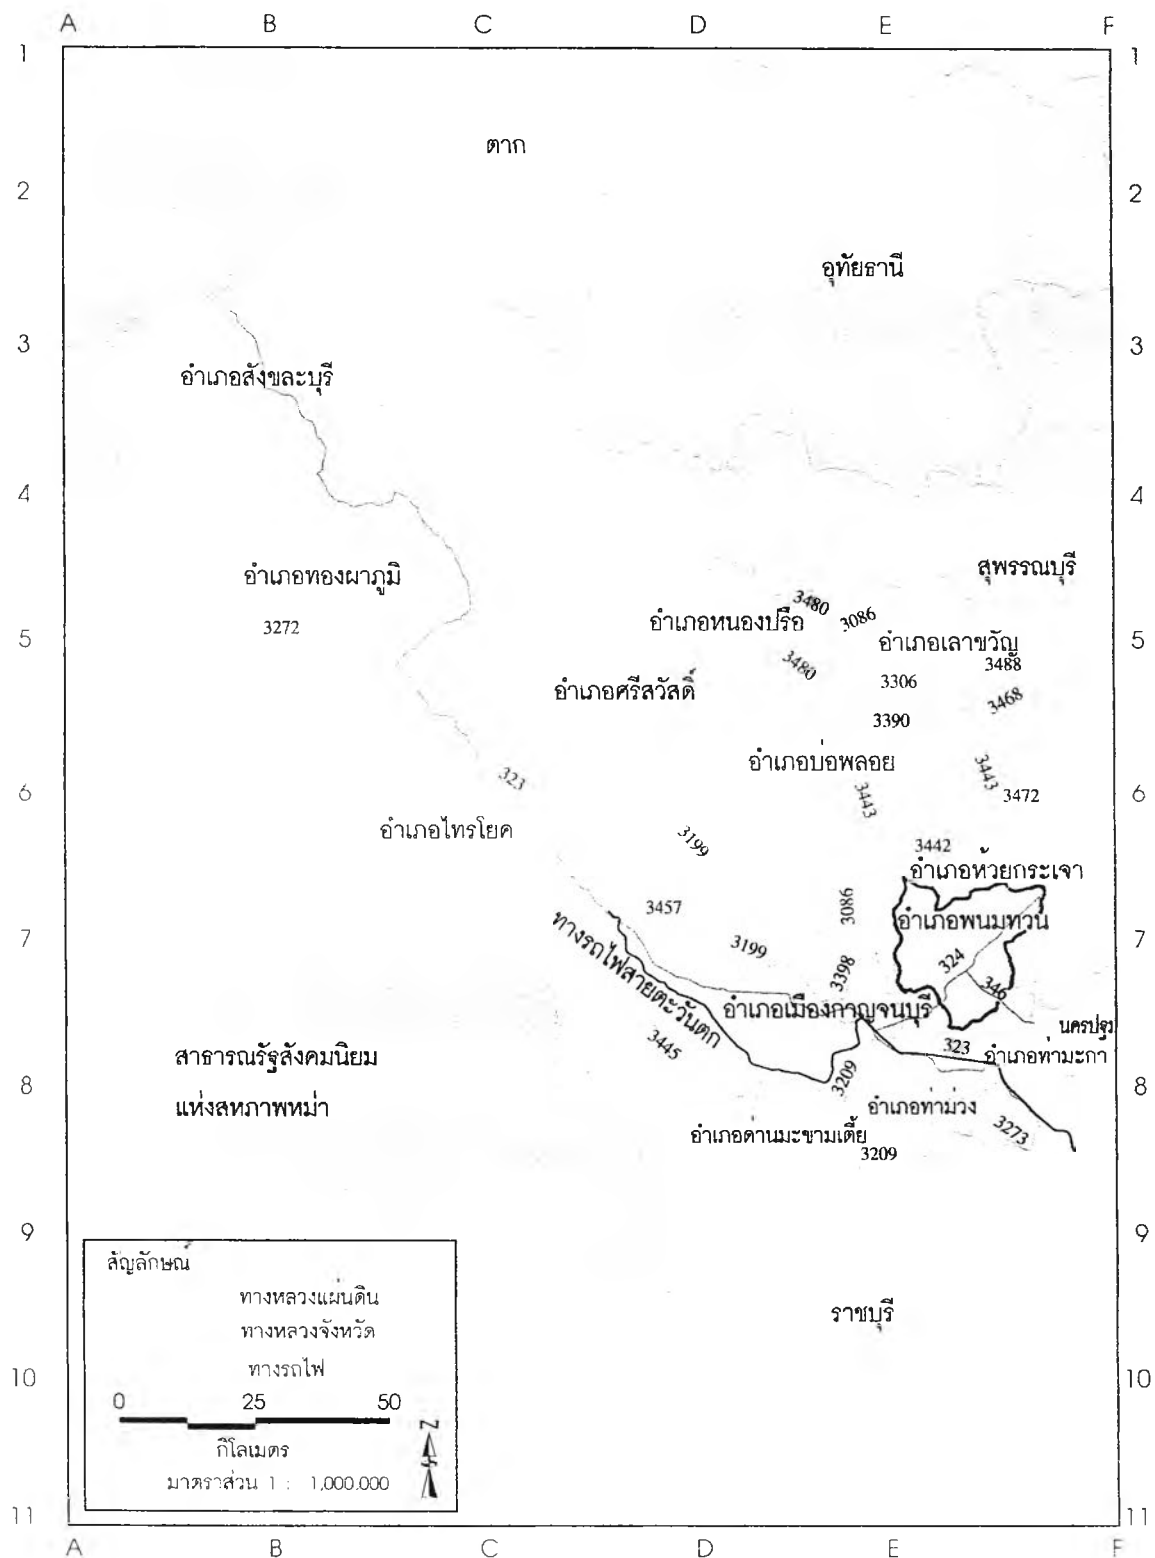 A B C D E F
1 1
ตาก
2 2
อุทัยธานี
3 3
อำเภอสังขละบุรี
4 4
สุพรรณบุรี
อำเภอทองผาภูมิ
3480
3086
อำเภอหนองปรือ
3272
5 5
อำเภอเลาขวัญ
3480
3488
3306
อำเภอศรีสวัสดิ์
3468
3390
อำเภอบ่อพลอย
323
3443
3443
6 6
3472
อำเภอไทรโยค
3199
3442
อำเภอห้วยกระเจา
3457
3086
อำเภอพนมทวน
7 7
3199
324
3398
346
ทางรถไฟสายตะวันตก
อำเภอเมืองกาญจนบุรี
นครปฐม
3445
323
อำเภอท่ามะกา
สาธารณรัฐสังคมนิยม
3209
8 8
แห่งสหภาพพม่า
อำเภอท่าม่วง
อำเภอด่านมะขามเตี้ย
3273
3209
9 9
สัญลักษณ์
ทางหลวงแผ่นดิน
ราชบุรี
ทางหลวงจังหวัด
ทางรถไฟ
10 10
0 25 50
N
กิโลเมตร
มาตราส่วน 1 : 1,000,000
11 11
A B C D E F